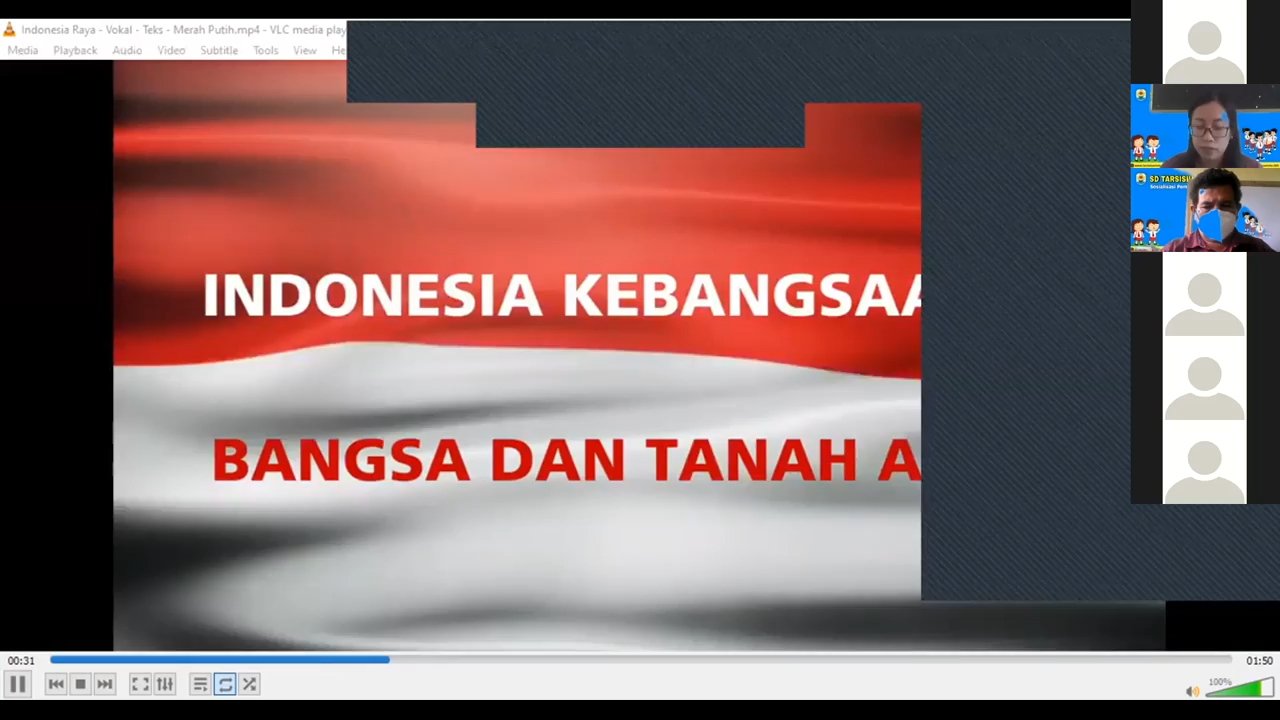 Indonesia Raya - Vokal - Teks - Merah Putih.mp4 - VLC media play
Media Playback Audio Video Subtitle Tools View He
SD TARSISI
INDONESIA KEBANGSAA
BANGSA DAN TANAH A
00:31
01:50
100%